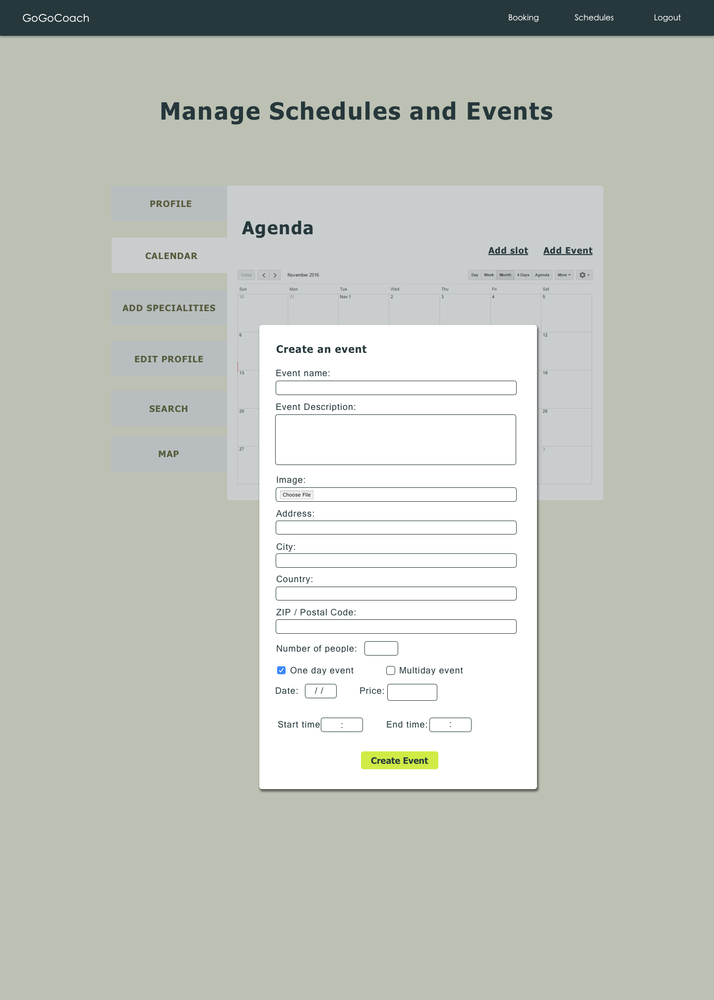 GoGoCoach Booking Schedules Logout
Manage Schedules and Events
PROFILE
CALENDAR
ADD SPECIALITIES
EDIT PROFILE
SEARCH
MAP
Agenda
Add slot Add Event
Today November 2016 Day Week Month 4 Days Agenda More
Sun Mon Tue Wed Thu Fri Sat
30 31 Nov 1 2 3 4 5
6 12
13 19
20 26
27 3
Create an event
Event name:
Event Description:
Image:
Choose File
Address:
City:
Country:
ZIP / Postal Code:
Number of people:
One day event Multiday event
Date: / / Price:
Start time : End time: :
Create Event